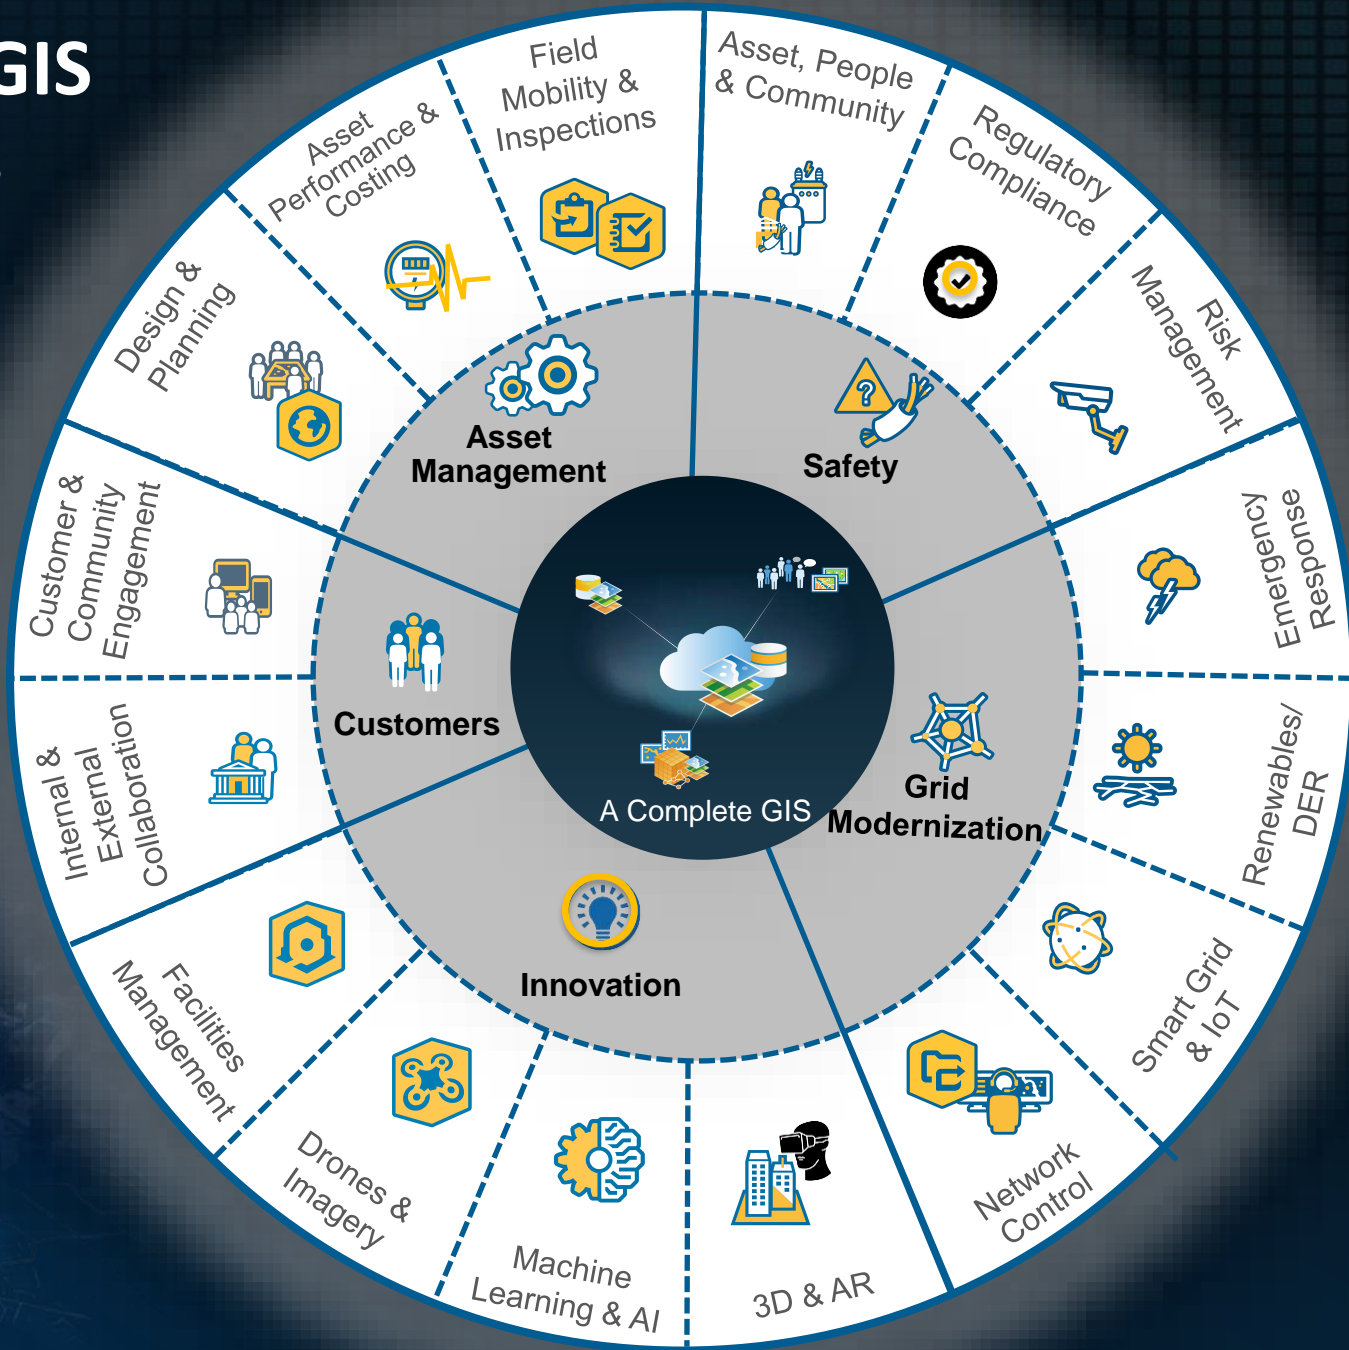 GIS
Field
Mobility &
Inspections
Asset, People
& Community
Regulatory
Compliance
Risk
Management
Emergency
Response
Renewables/
DER
Smart Grid
& IoT
Network
Control
3D & AR
Machine
Learning & AI
Drones &
Imagery
Facilities
Management
Internal &
External
Collaboration
Customer &
Community
Engagement
Design &
Planning
Asset
Performance &
Costing
Asset
Management
Safety
?
Grid
Modernization
Innovation
Customers
A Complete GIS